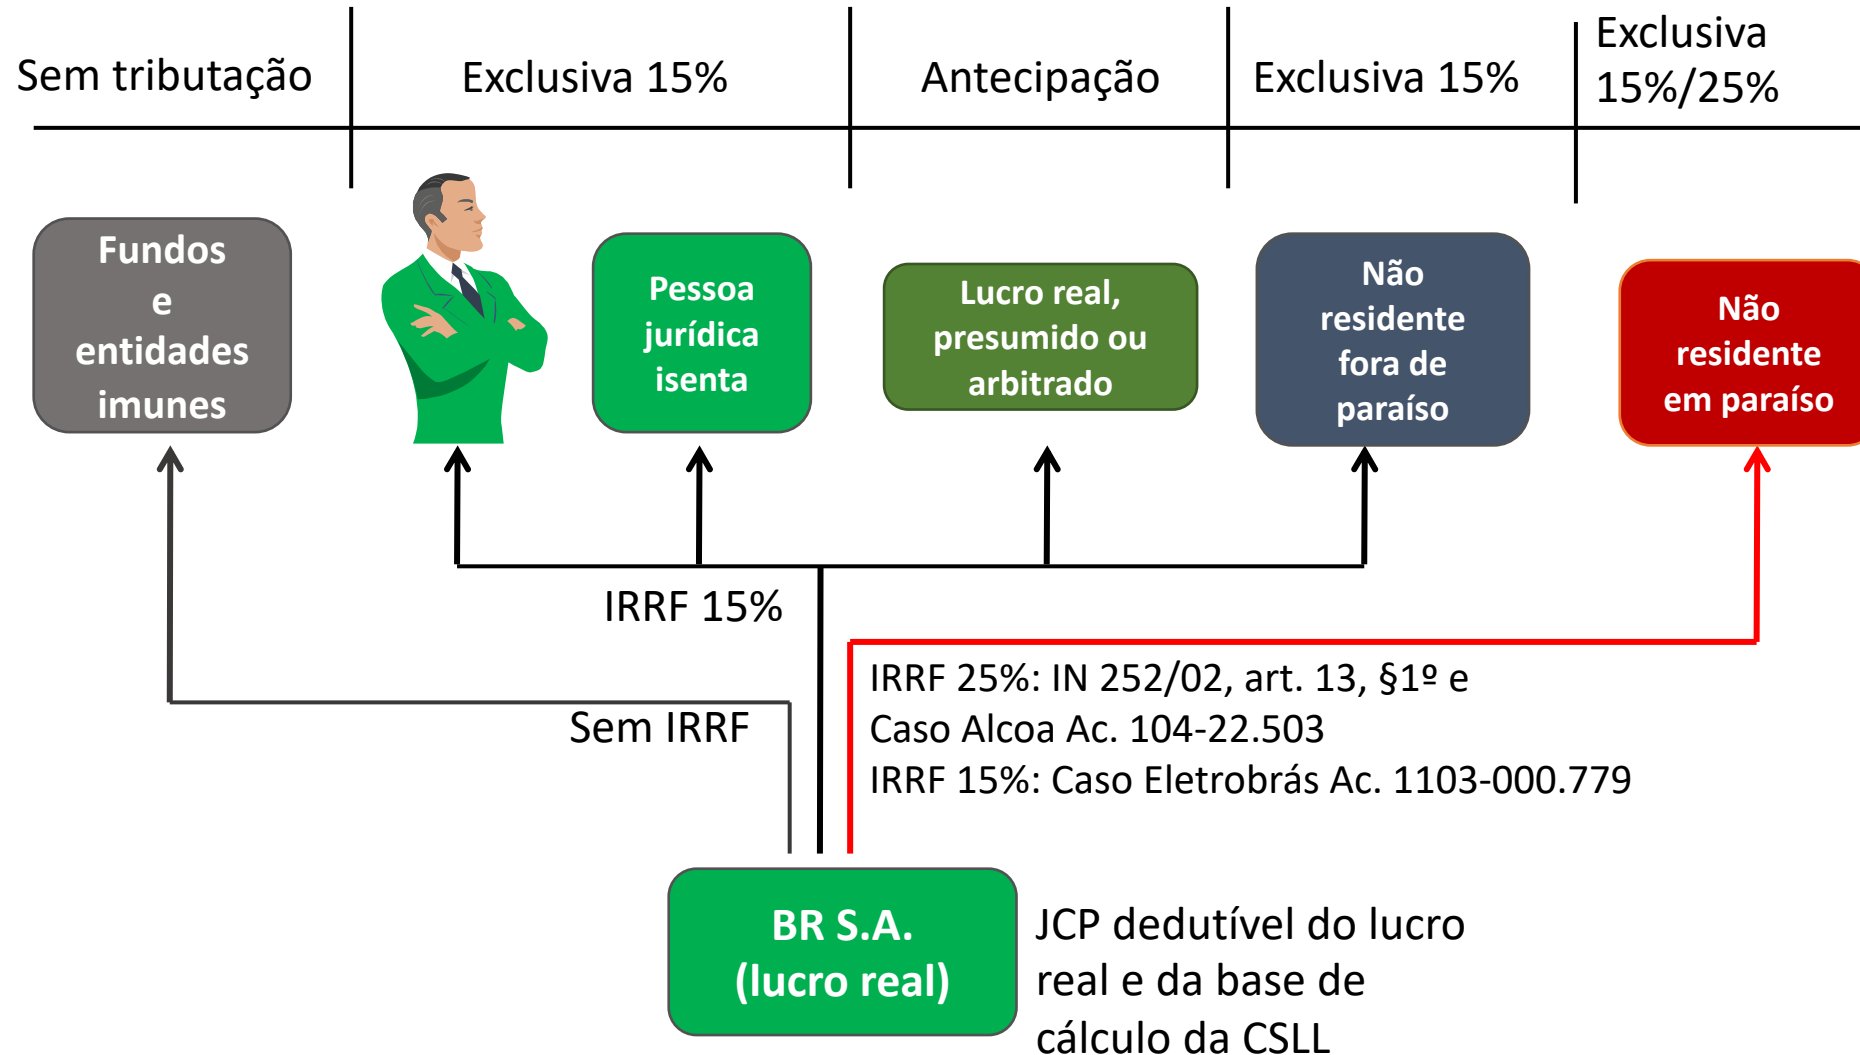 Sem tributação
Exclusiva 15%
Antecipação
Exclusiva 15%
Exclusiva
15%/25%
Fundos
e
entidades
imunes
Pessoa
jurídica
isenta
Lucro real,
presumido ou
arbitrado
Não
residente
fora de
paraíso
Não
residente
em paraíso
IRRF 15%
Sem IRRF
IRRF 25%: IN 252/02, art. 13, §1º e
Caso Alcoa Ac. 104-22.503
IRRF 15%: Caso Eletrobrás Ac. 1103-000.779
BR S.A.
(lucro real)
JCP dedutível do lucro
real e da base de
cálculo da CSLL